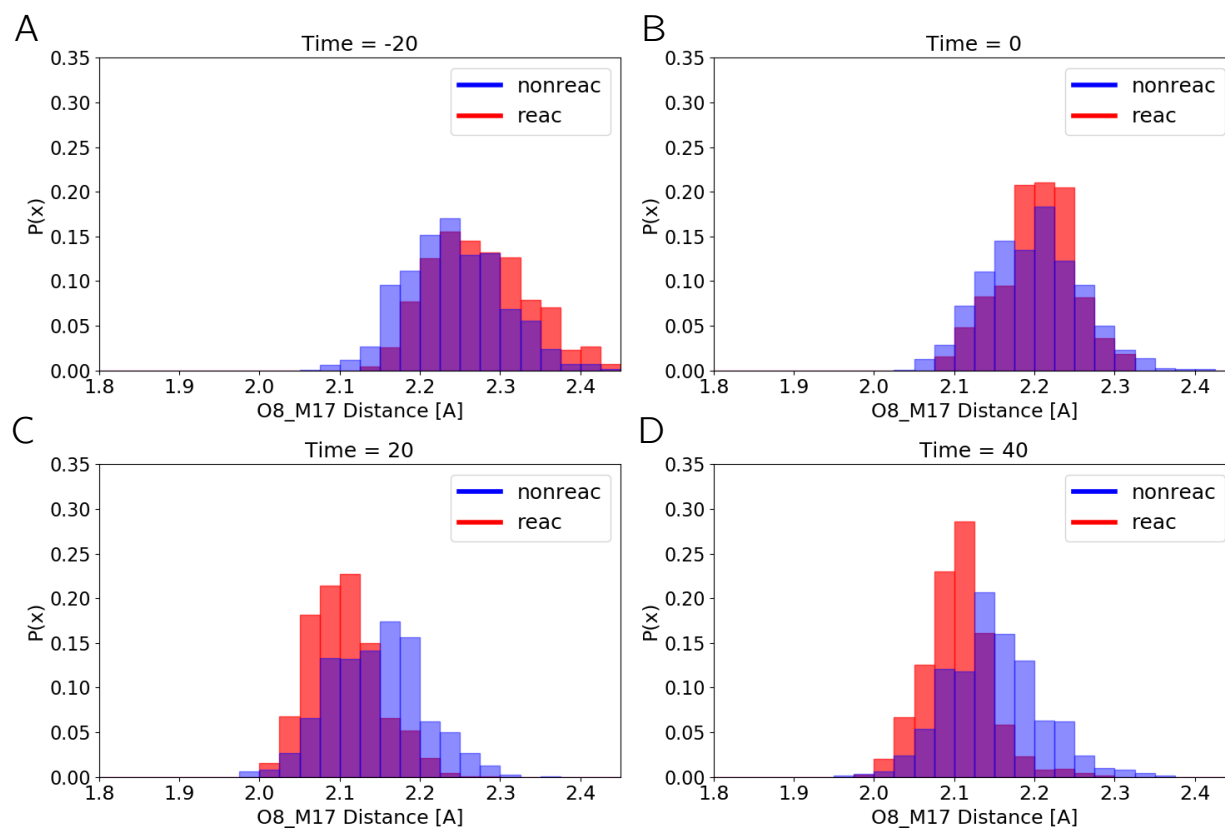 A
Time = -20
0.35
0.30
0.25
0.20
0.15
0.10
0.05
0.00
P(x)
nonreac
reac
1.8 1.9 2.0 2.1 2.2 2.3 2.4
O8_M17 Distance [A]
B
Time = 0
0.35
0.30
0.25
0.20
0.15
0.10
0.05
0.00
P(x)
nonreac
reac
1.8 1.9 2.0 2.1 2.2 2.3 2.4
O8_M17 Distance [A]
C
Time = 20
0.35
0.30
0.25
0.20
0.15
0.10
0.05
0.00
P(x)
nonreac
reac
1.8 1.9 2.0 2.1 2.2 2.3 2.4
O8_M17 Distance [A]
D
Time = 40
0.35
0.30
0.25
0.20
0.15
0.10
0.05
0.00
P(x)
nonreac
reac
1.8 1.9 2.0 2.1 2.2 2.3 2.4
O8_M17 Distance [A]